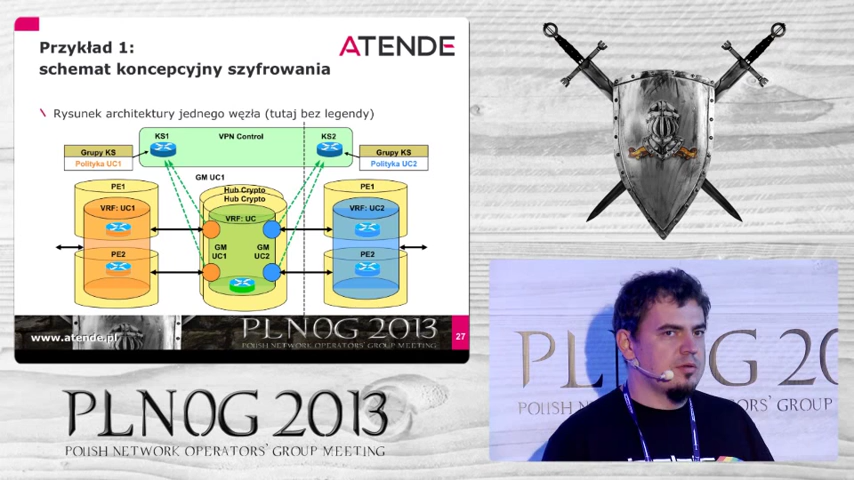 Przykład 1:
schemat koncepcyjny szyfrowania
ATENDE
\ Rysunek architektury jednego węzła (tutaj bez legendy)
KS1
VPN Control
KS2
Grupy KS
Polityka UC1
Grupy KS
Polityka UC2
GM UC1
PE1
Hub Crypto
Hub Crypto
PE1
VRF: UC1
VRF: UC
VRF: UC2
PE2
GM
UC1
GM
UC2
PE2
www.atende.pl
PLNOG 2013
POLISH NETWORK OPERATORS' GROUP MEETING
27
PLNOG 2013
POLISH NETWORK OPERATORS' GROUP MEETING
PLNOG 20
POLISH N
ORS' GROUP